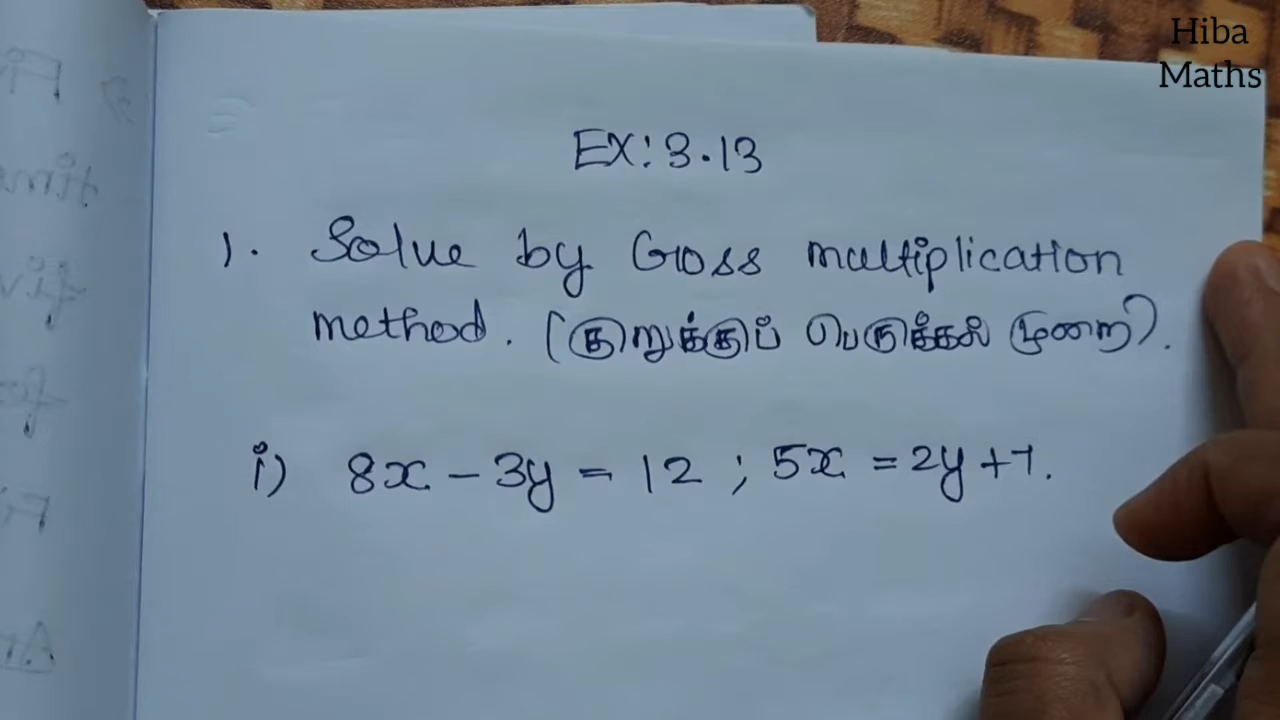 Hiba
Maths
EX: 3.13
1. Solve by Cross multiplication
method. (குறுக்குப் பெருக்கல் முறை).
i) 8x - 3y = 12 ; 5x = 2y + 7.